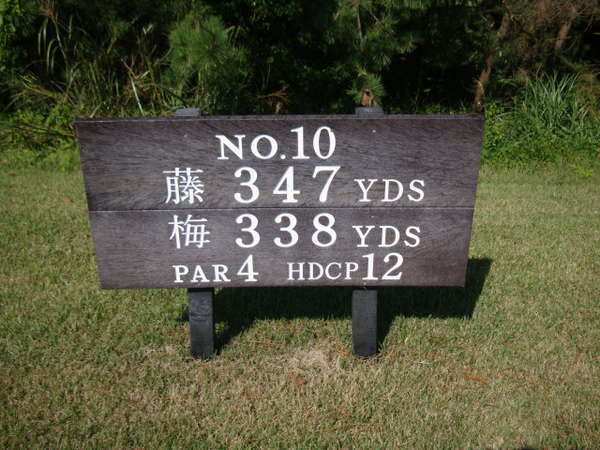 NO.10
藤 347 YDS
梅 338 YDS
PAR 4 HDCP 12